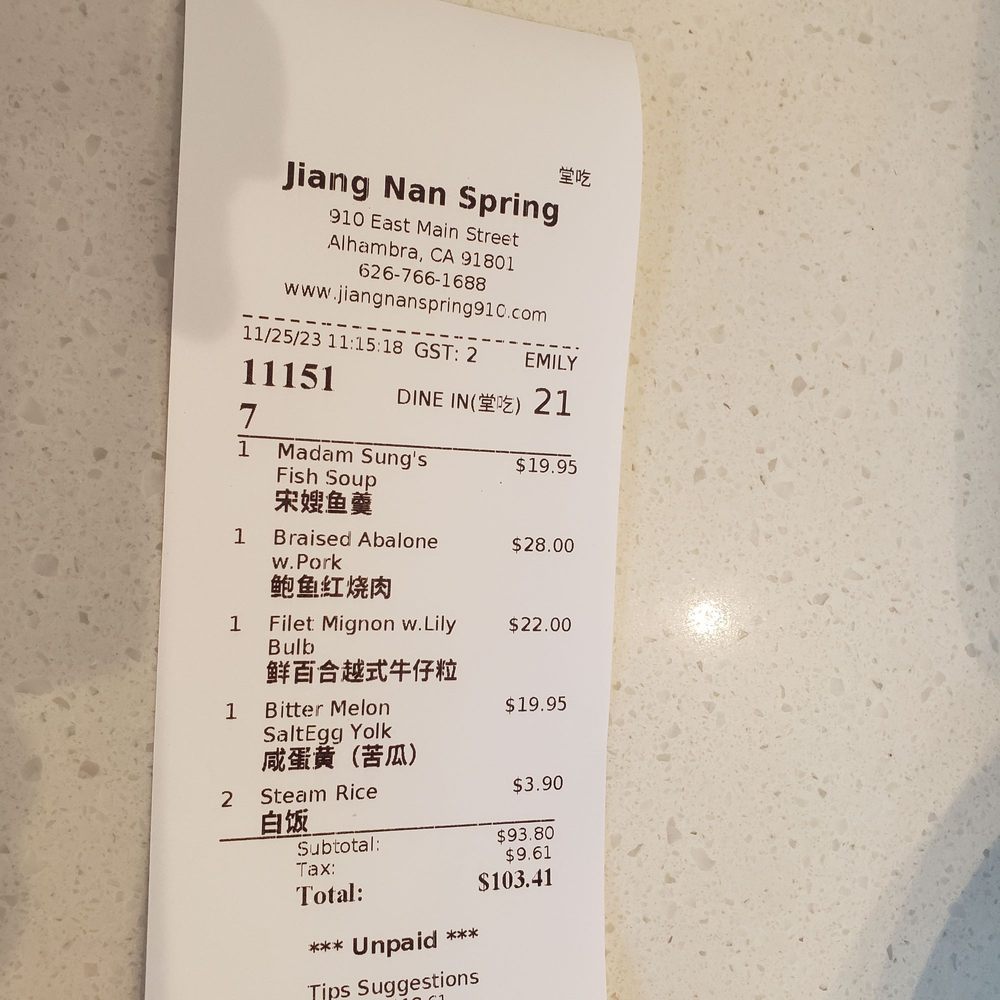 堂吃
Jiang Nan Spring
910 East Main Street
Alhambra, CA 91801
626-766-1688
www.jiangnanspring910.com
11/25/23 11:15:18 GST: 2 EMILY
11151
7 DINE IN(堂吃) 21
1 Madam Sung's $19.95
Fish Soup
宋嫂鱼羹
1 Braised Abalone $28.00
w.Pork
鲍鱼红烧肉
1 Filet Mignon w.Lily $22.00
Bulb
鲜百合越式牛仔粒
1 Bitter Melon $19.95
SaltEgg Yolk
咸蛋黄（苦瓜）
2 Steam Rice $3.90
白饭
Subtotal: $93.80
Tax: $9.61
Total: $103.41
*** Unpaid ***
Tips Suggestions